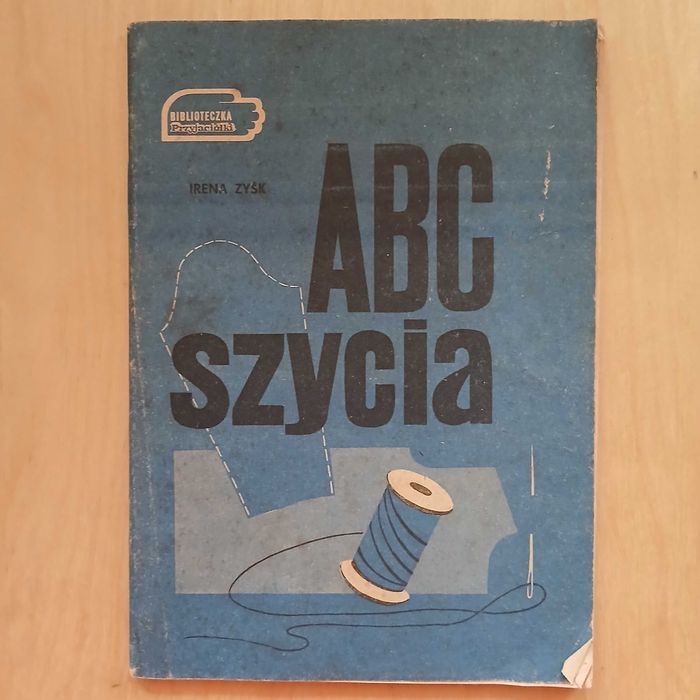 BIBLIOTECZKA
Przyjaciółki
IRENA ZYŚK
ABC
szycia